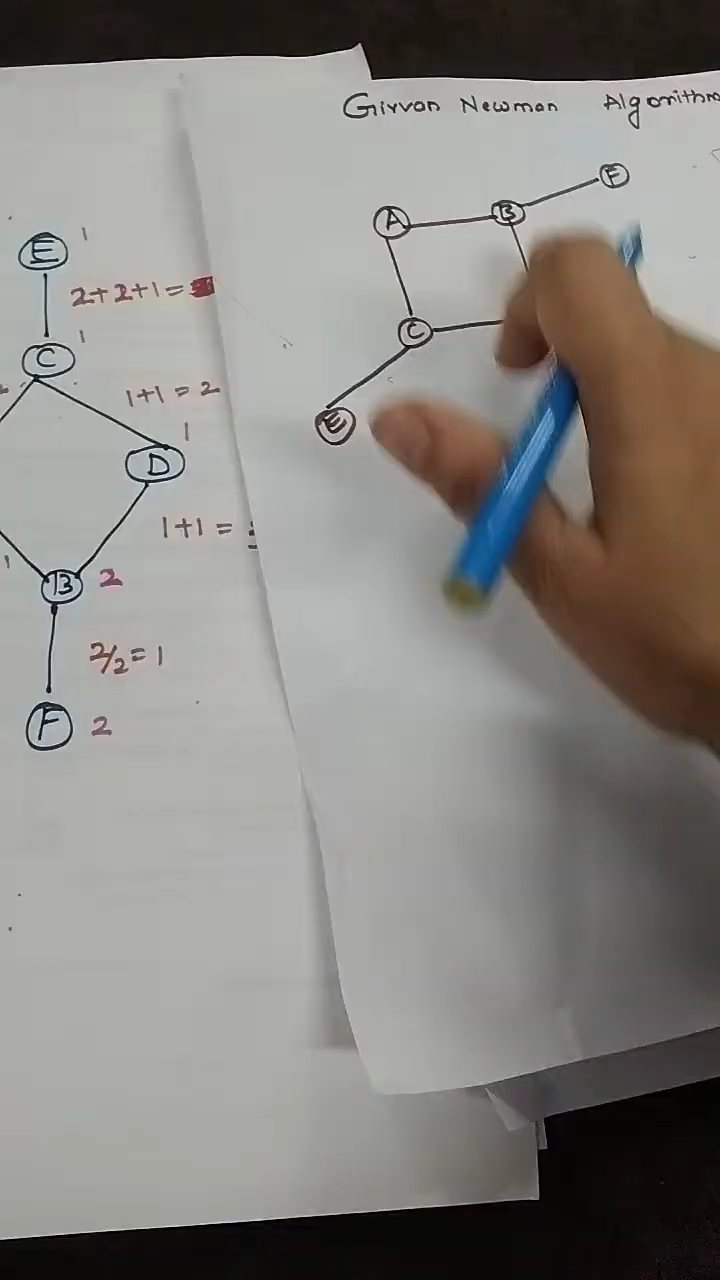 Girvan Newman Algorithm
F
A B
C
E
E 1
2+2+1=
C 1
1+1=2
1
D
1+1=
1
B 2
2/2=1
F 2